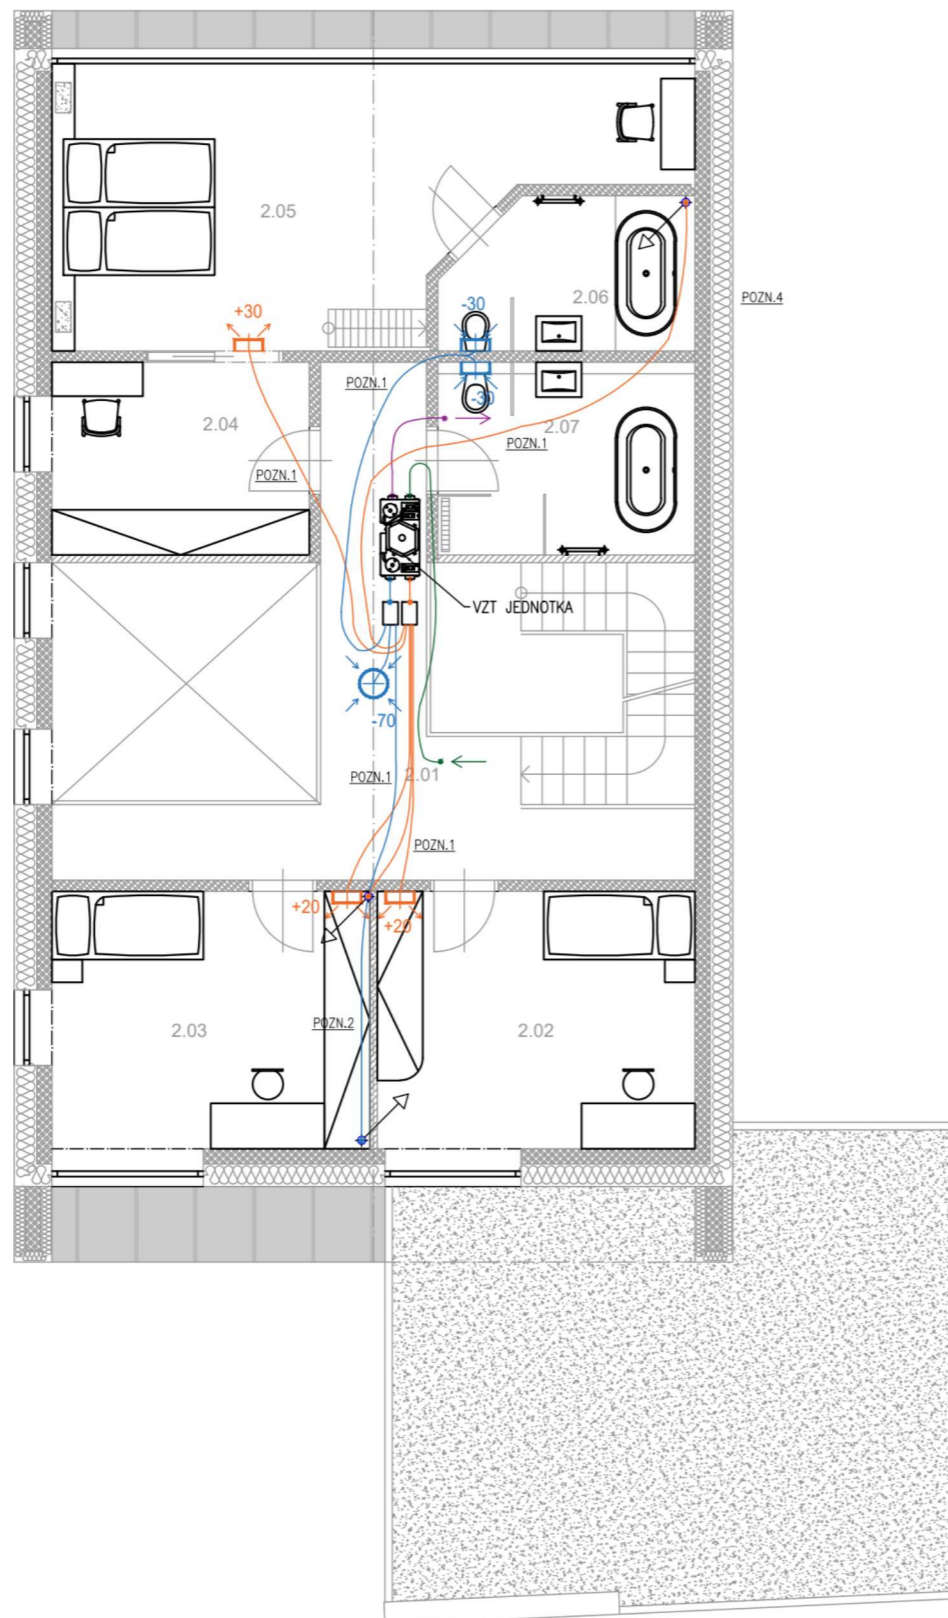 2.05
2.06
POZN.4
+30
-30
POZN.1
-30
2.04
2.07
POZN.1
POZN.1
VZT JEDNOTKA
-70
POZN.1
2.01
POZN.1
+20
+20
POZN.2
2.03
2.02